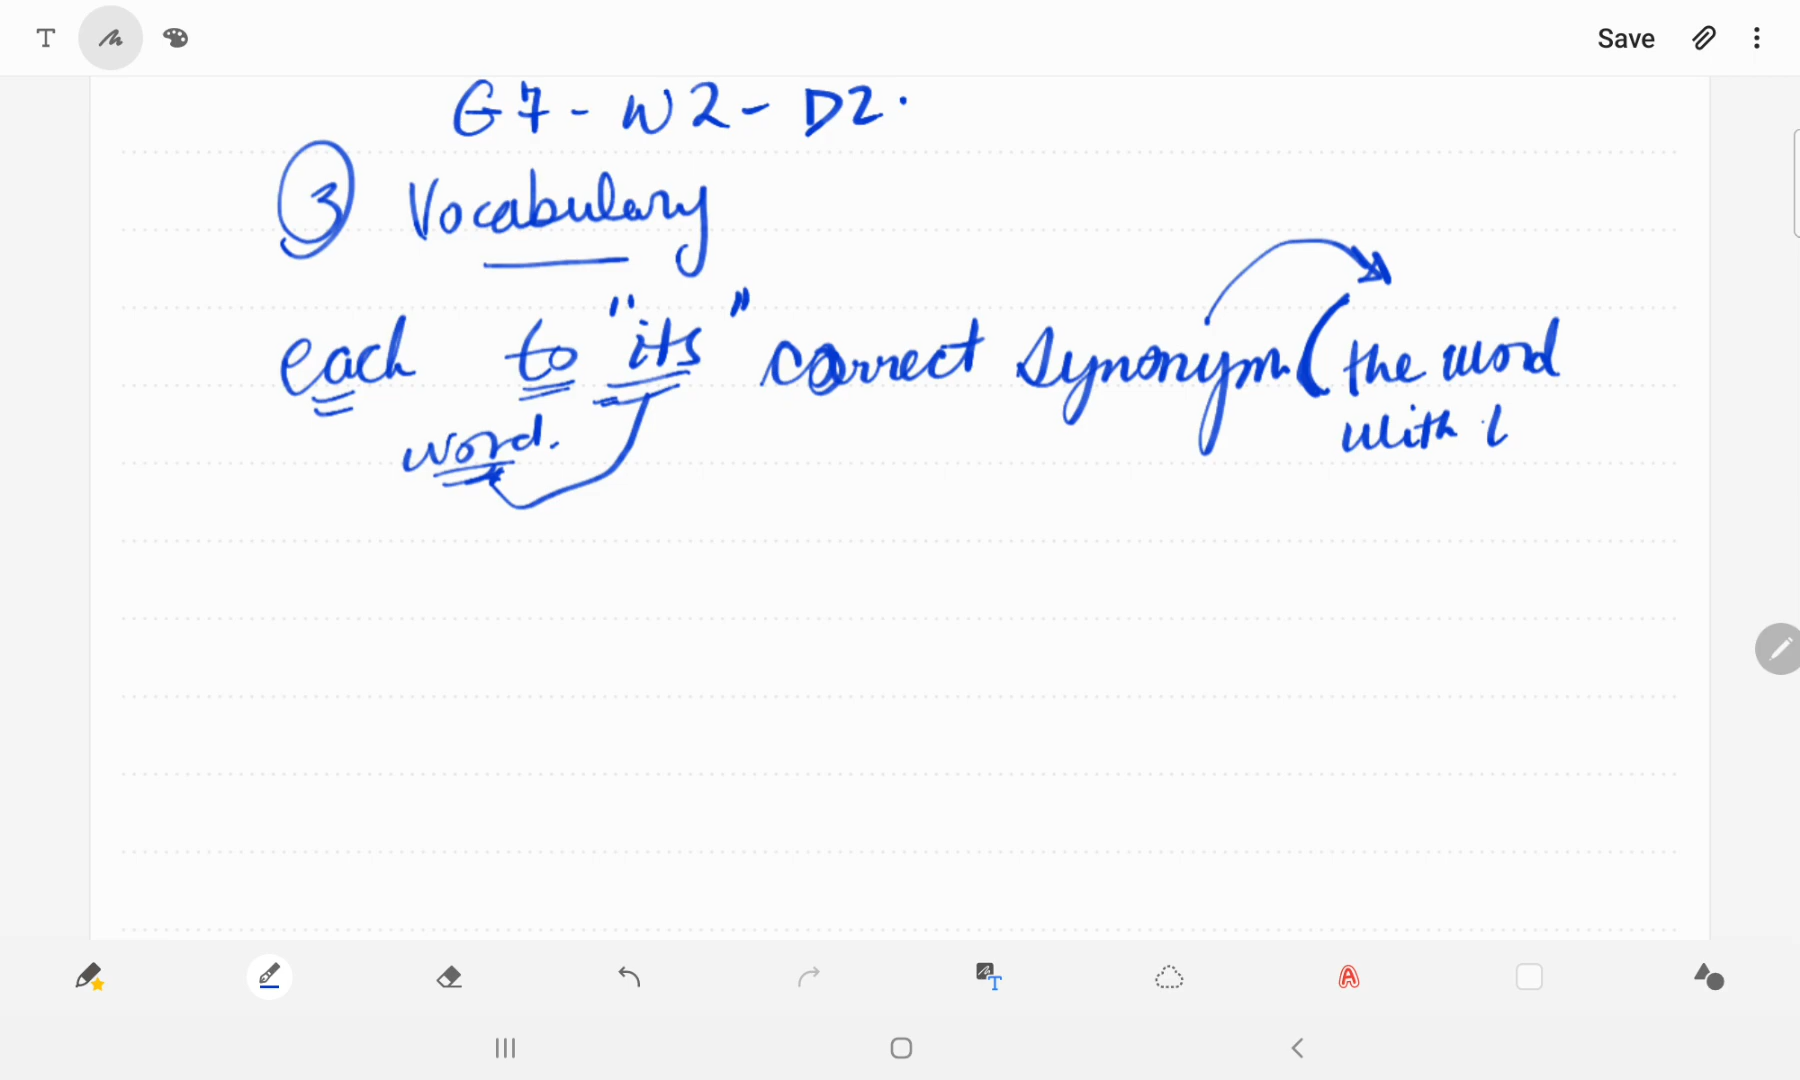 T
Save
G7 - W2 - D2.
3 Vocabulary
each to "its" correct synonym (the word
with
word.
T
A